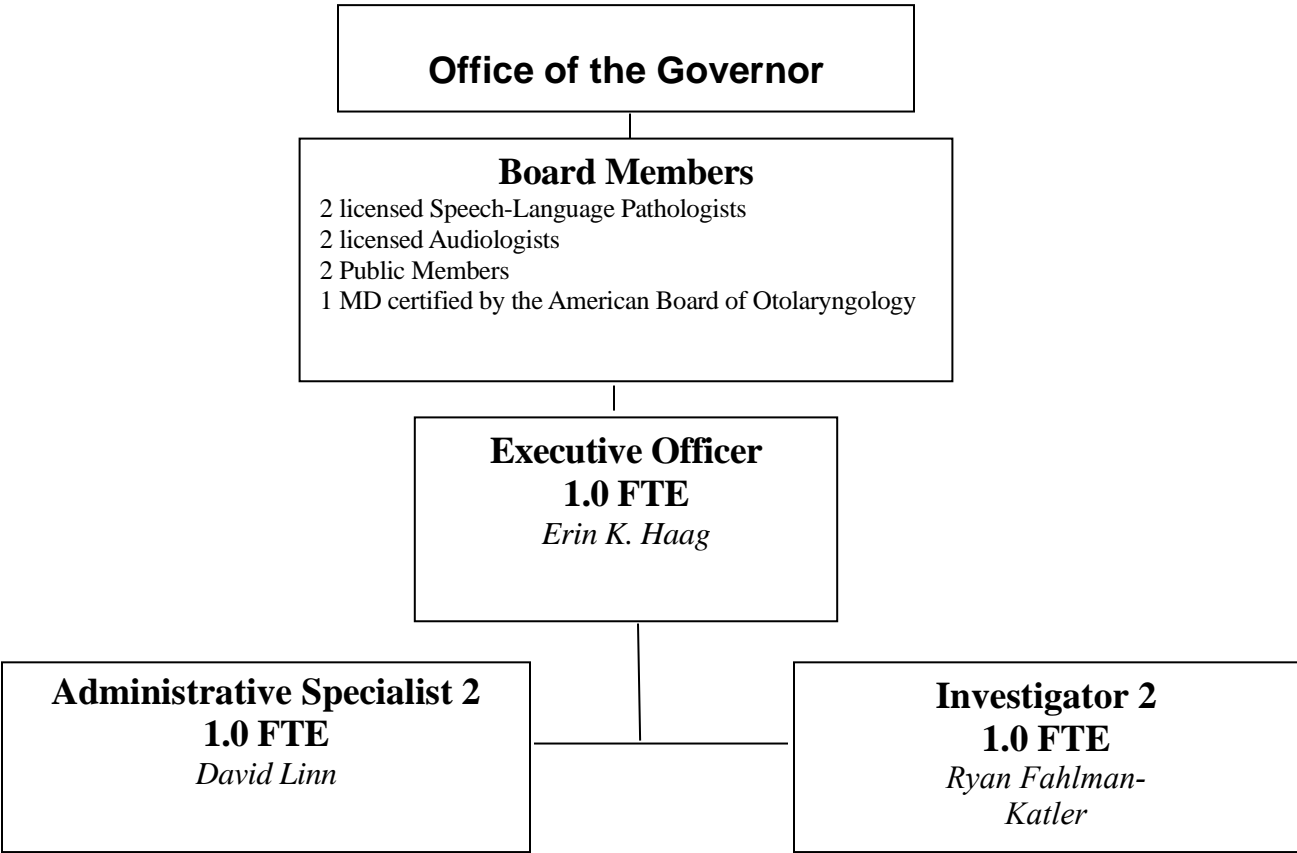 Office of the Governor
Board Members
2 licensed Speech-Language Pathologists
2 licensed Audiologists
2 Public Members
1 MD certified by the American Board of Otolaryngology
Executive Officer
1.0 FTE
Erin K. Haag
Administrative Specialist 2
1.0 FTE
David Linn
Investigator 2
1.0 FTE
Ryan Fahlman-
Katler